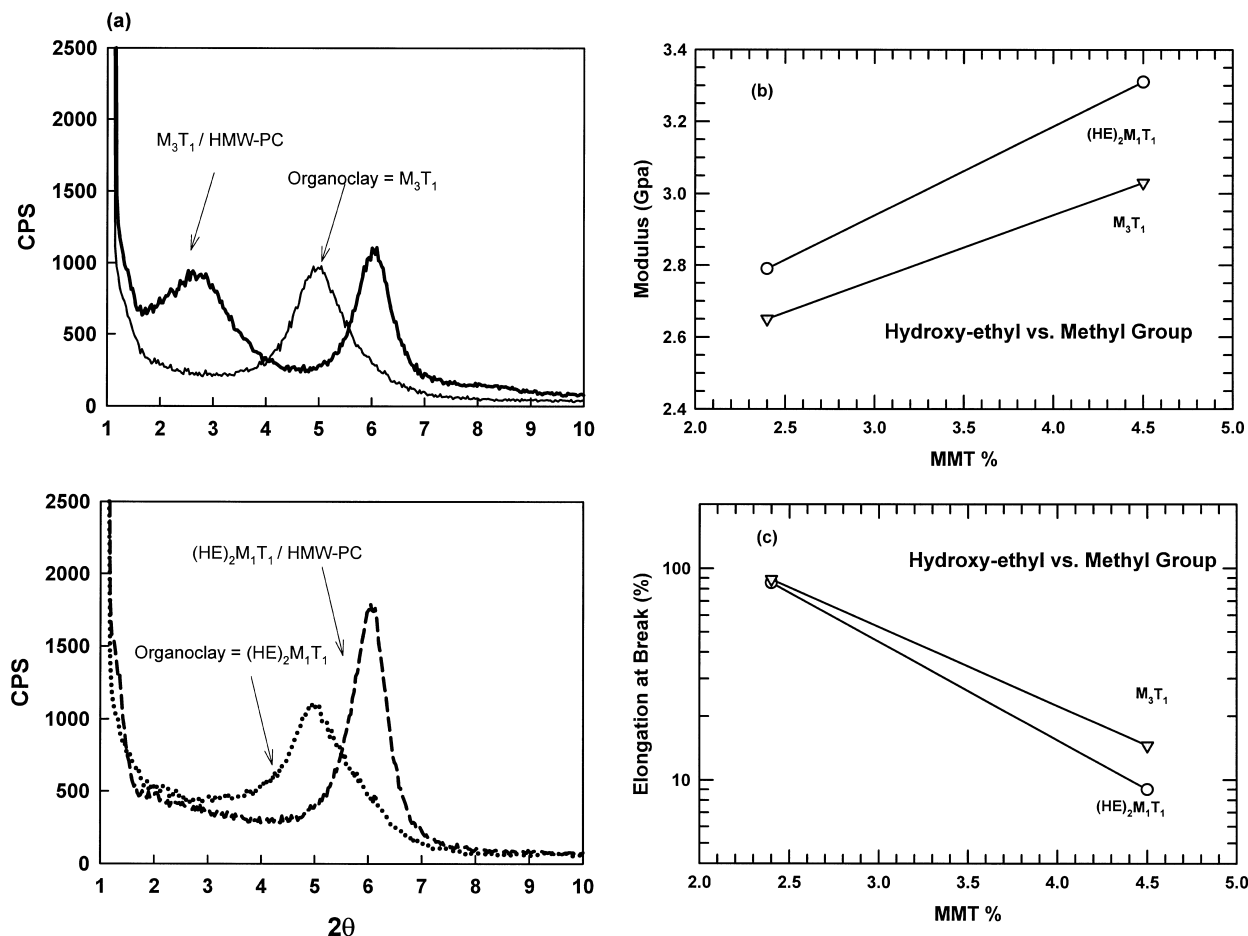 (a)
2500
2000
1500
1000
500
0
CPS
M₃T₁ / HMW-PC
Organoclay = M₃T₁
1 2 3 4 5 6 7 8 9 10
3.4
3.2
3.0
2.8
2.6
2.4
Modulus (Gpa)
(b)
(HE)₂M₁T₁
M₃T₁
Hydroxy-ethyl vs. Methyl Group
2.0 2.5 3.0 3.5 4.0 4.5 5.0
MMT %
2500
2000
1500
1000
500
0
CPS
(HE)₂M₁T₁ / HMW-PC
Organoclay = (HE)₂M₁T₁
1 2 3 4 5 6 7 8 9 10
2θ
100
10
Elongation at Break (%)
(c)
Hydroxy-ethyl vs. Methyl Group
M₃T₁
(HE)₂M₁T₁
2.0 2.5 3.0 3.5 4.0 4.5 5.0
MMT %